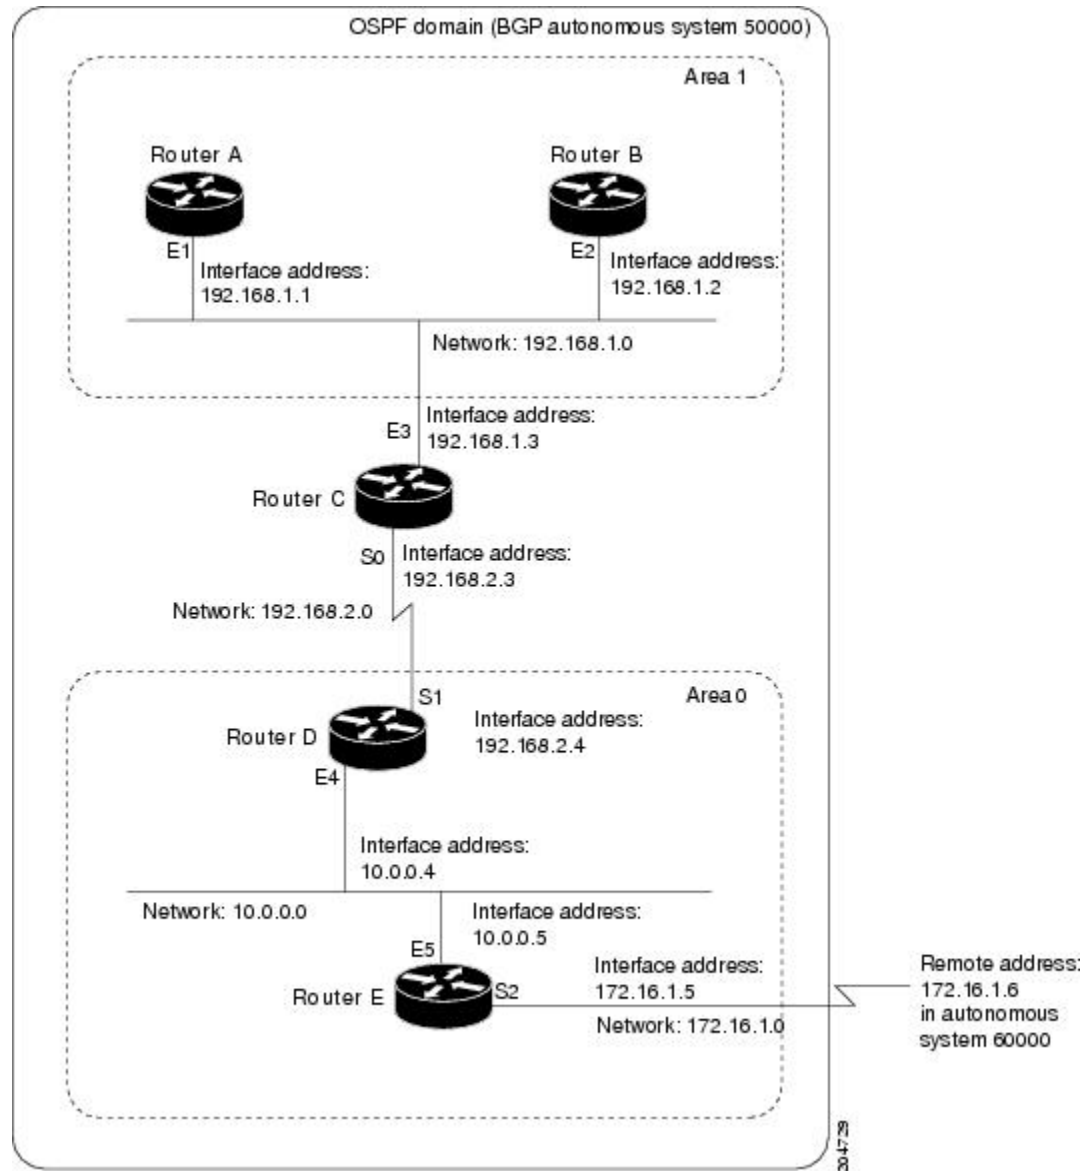 OSPF domain (BGP autonomous system 50000)
Area 1
Router A
Router B
E1
Interface address:
192.168.1.1
E2
Interface address:
192.168.1.2
Network: 192.168.1.0
E3
Interface address:
192.168.1.3
Router C
S0
Interface address:
192.168.2.3
Network: 192.168.2.0
Area 0
S1
Router D
Interface address:
192.168.2.4
E4
Interface address:
10.0.0.4
Network: 10.0.0.0
Interface address:
10.0.0.5
E5
Router E
S2
Interface address:
172.16.1.5
Network: 172.16.1.0
Remote address:
172.16.1.6
in autonomous
system 60000
204729